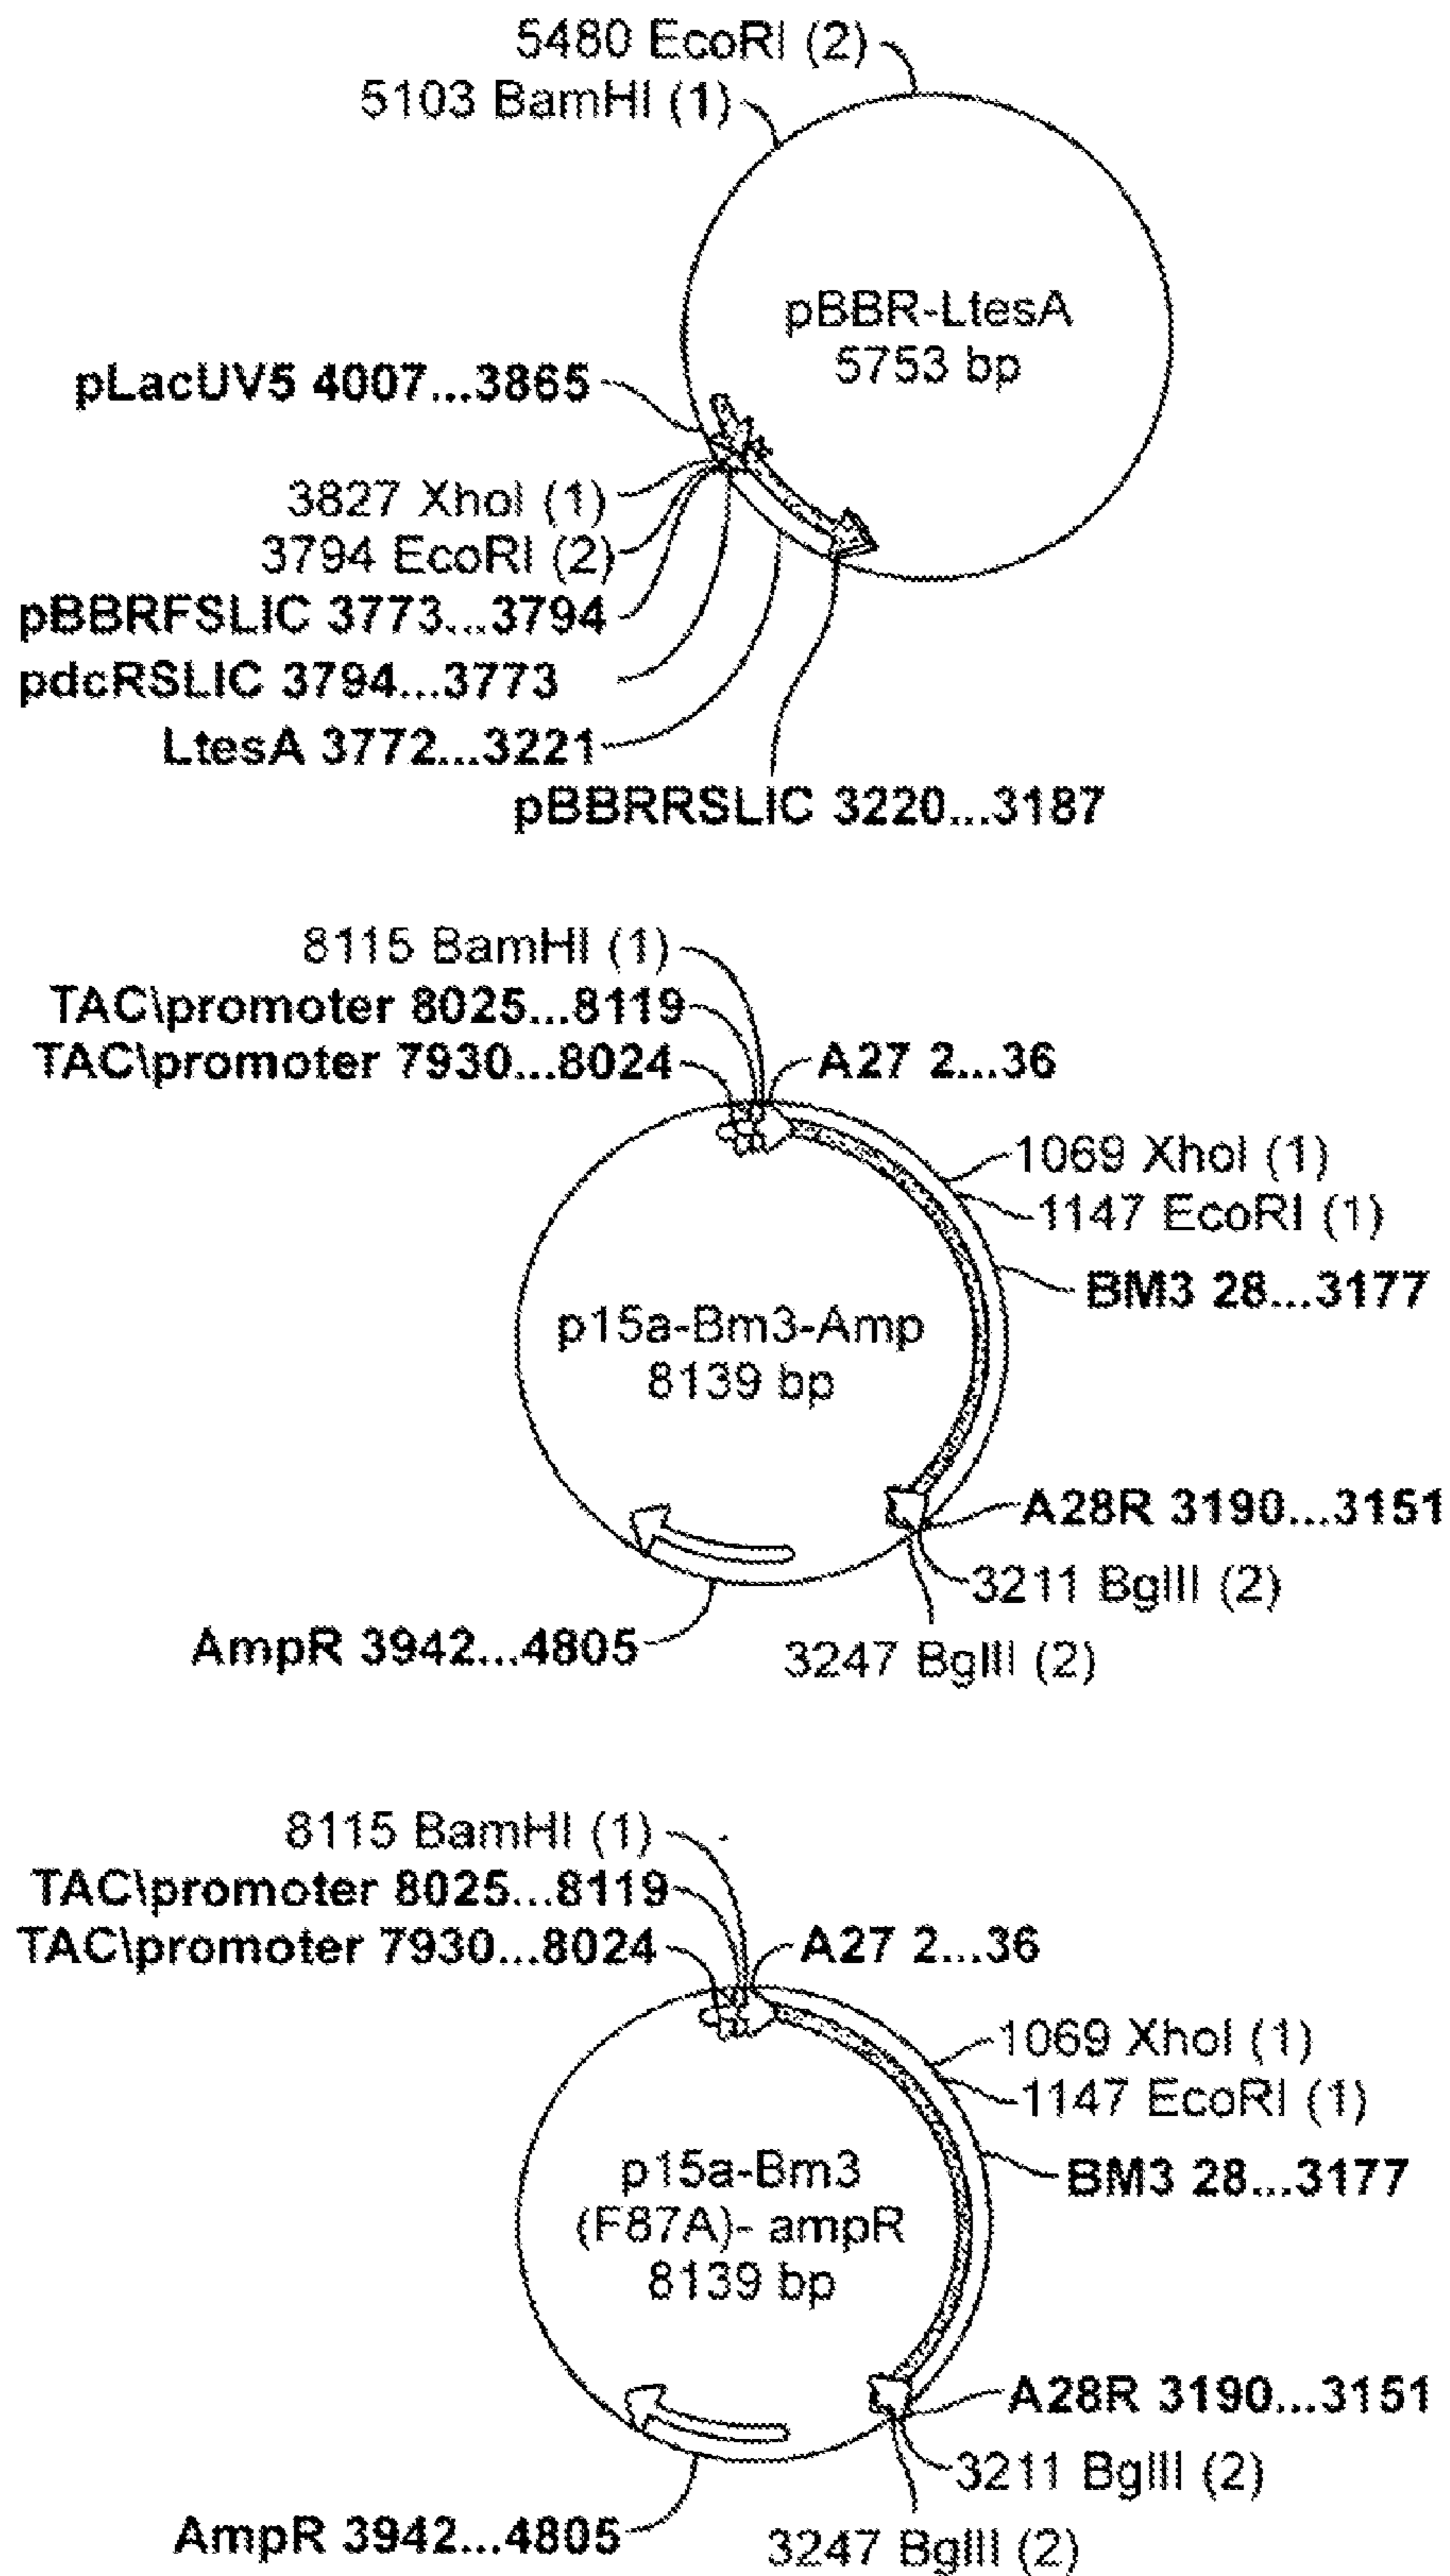 5480 EcoRI (2)
5103 BamHI (1)
pBBR-LtesA
5753 bp
pLacUV5 4007...3865
3827 XhoI (1)
3794 EcoRI (2)
pBBRFSLIC 3773...3794
pdcRSLIC 3794...3773
LtesA 3772...3221
pBBRRSLIC 3220...3187
8115 BamHI (1)
TAC\promoter 8025...8119
TAC\promoter 7930...8024
A27 2...36
1069 XhoI (1)
1147 EcoRI (1)
BM3 28...3177
p15a-Bm3-Amp
8139 bp
A28R 3190...3151
3211 BglII (2)
3247 BglII (2)
AmpR 3942...4805
8115 BamHI (1)
TAC\promoter 8025...8119
TAC\promoter 7930...8024
A27 2...36
1069 XhoI (1)
1147 EcoRI (1)
BM3 28...3177
p15a-Bm3
(F87A)- ampR
8139 bp
A28R 3190...3151
3211 BglII (2)
3247 BglII (2)
AmpR 3942...4805